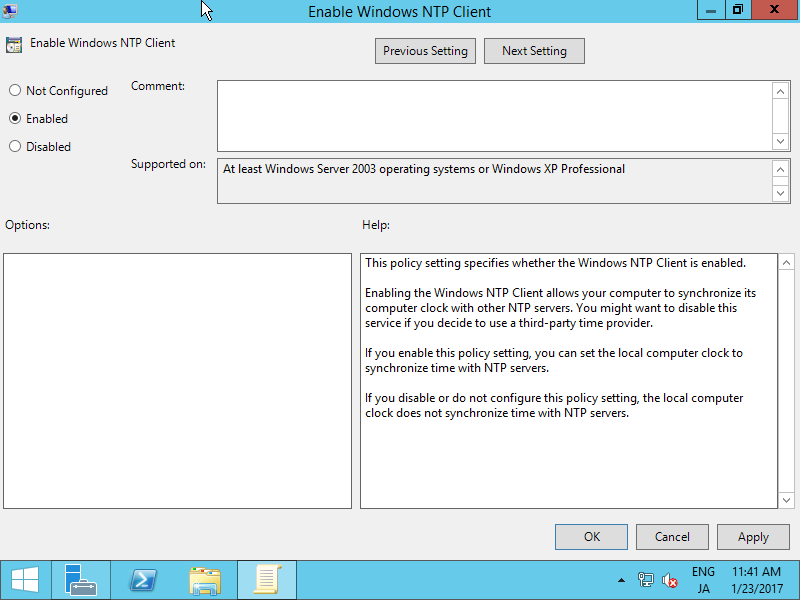 Enable Windows NTP Client
Enable Windows NTP Client
Previous Setting
Next Setting
Not Configured
Enabled
Disabled
Comment:
Supported on:
At least Windows Server 2003 operating systems or Windows XP Professional
Options:
Help:
This policy setting specifies whether the Windows NTP Client is enabled.
Enabling the Windows NTP Client allows your computer to synchronize its
computer clock with other NTP servers. You might want to disable this
service if you decide to use a third-party time provider.
If you enable this policy setting, you can set the local computer clock to
synchronize time with NTP servers.
If you disable or do not configure this policy setting, the local computer
clock does not synchronize time with NTP servers.
OK
Cancel
Apply
ENG
JA
11:41 AM
1/23/2017